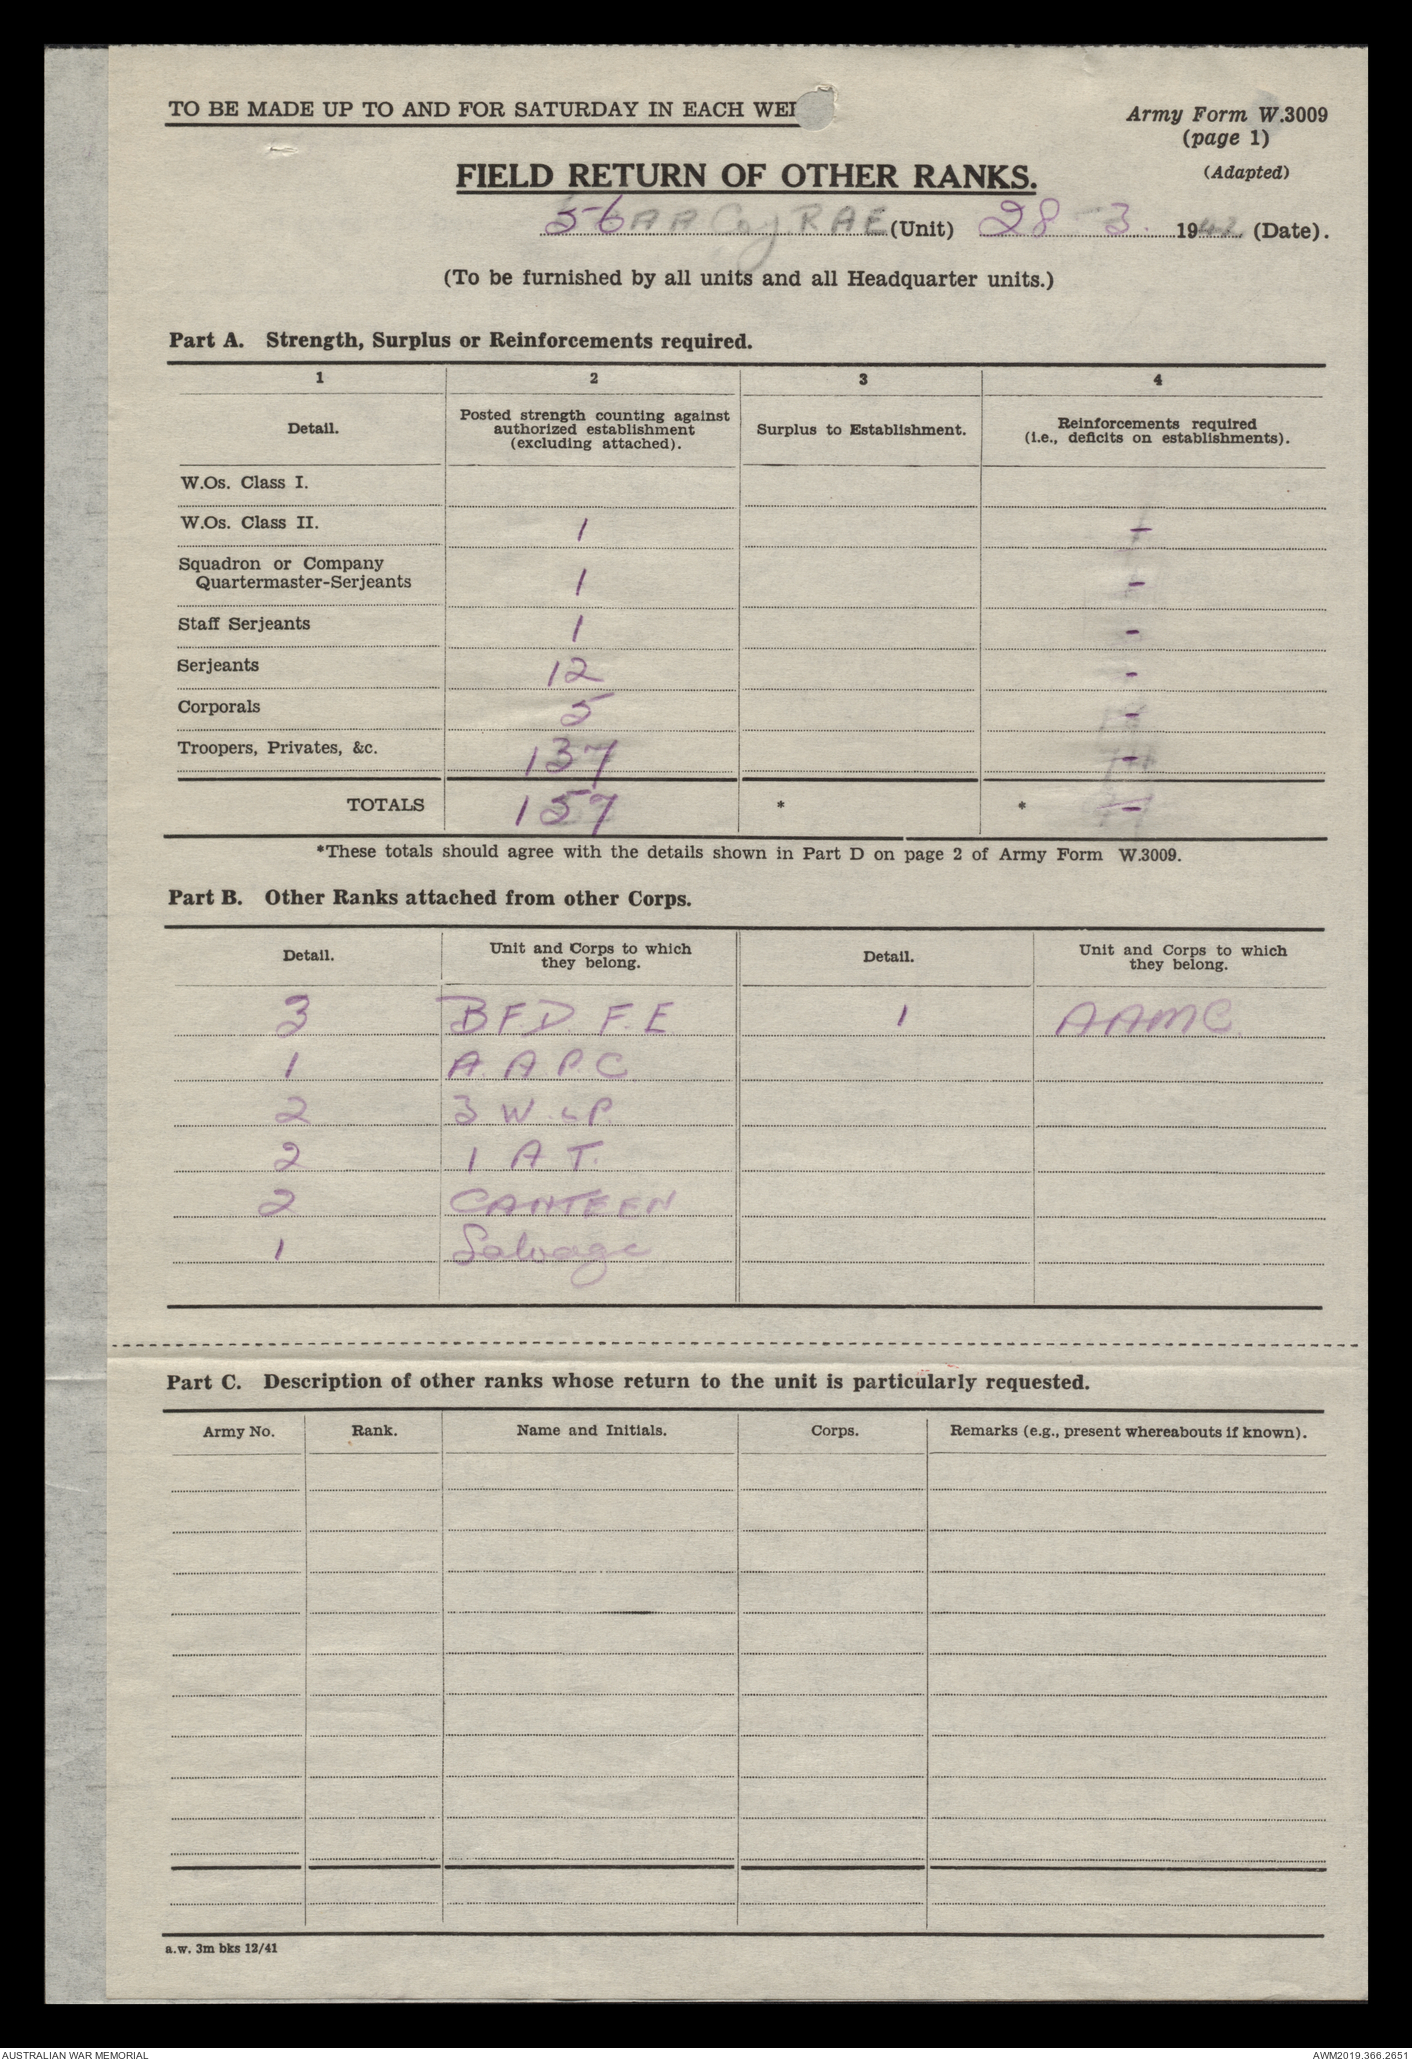 TO BE MADE UP TO AND FOR SATURDAY IN EACH WEE
Army Form W.3009
(page 1)
(Adapted)
FIELD RETURN OF OTHER RANKS.
56 AA Coy RAE (Unit) 28-3 1942 (Date).
(To be furnished by all units and all Headquarter units.)
Part A. Strength, Surplus or Reinforcements required.
1 2 3 4
Detail. Posted strength counting against authorized establishment (excluding attached). Surplus to Establishment. Reinforcements required (i.e., deficits on establishments).
W.Os. Class I.
W.Os. Class II. 1 -
Squadron or Company
Quartermaster-Serjeants 1 -
Staff Serjeants 1 -
Serjeants 12 -
Corporals 5 -
Troopers, Privates, &c. 137 -
TOTALS 157 * * -
*These totals should agree with the details shown in Part D on page 2 of Army Form W.3009.
Part B. Other Ranks attached from other Corps.
Detail. Unit and Corps to which they belong. Detail. Unit and Corps to which they belong.
3 BFD F.E 1 AAMC
1 A.A.P.C
2 3 W P.
2 1 A T.
2 CANTEEN
1 Salvage
Part C. Description of other ranks whose return to the unit is particularly requested.
Army No. Rank. Name and Initials. Corps. Remarks (e.g., present whereabouts if known).
a.w. 3m bks 12/41
AUSTRALIAN WAR MEMORIAL
AWM2019.366.2651